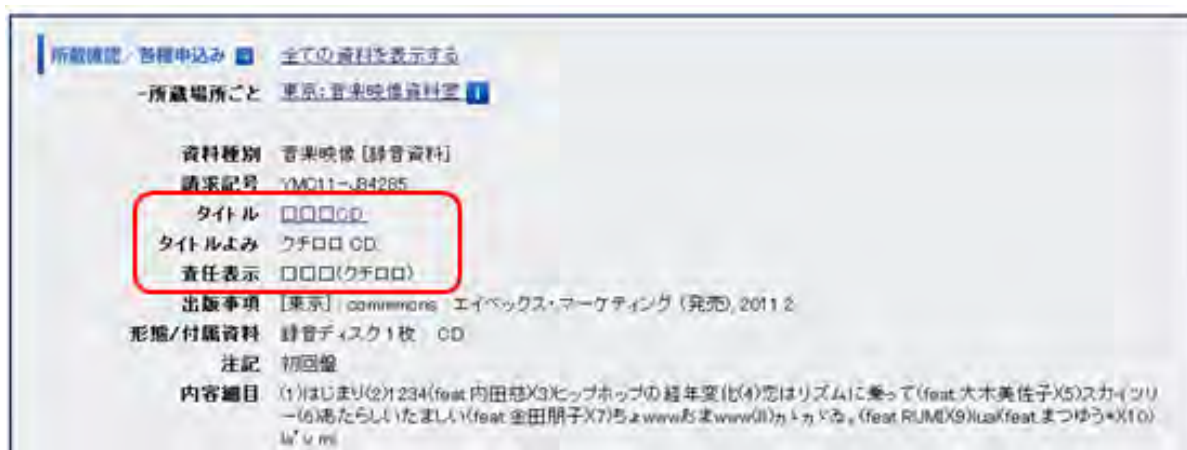 所蔵確認／各種申込み 全ての資料を表示する
-所蔵場所ごと 東京:音楽映像資料室 i
資料種別 音楽映像 [録音資料]
請求記号 YMC11-J84285
タイトル 口口口CD.
タイトルよみ クチロロ CD.
責任表示 口口口(クチロロ)
出版事項 [東京] commmons エイベックス・マーケティング (発売), 2011.2
形態/付属資料 録音ディスク1枚 CD
注記 初回盤
内容細目 (1)はじまり(2)1234(feat.内田慈)(3)ヒップホップの経年変化(4)恋はリズムに乗って(feat.大木美佐子)(5)スカイツリ
ー(6)あたらしいたましい(feat.金田朋子)(7)ちょwwwおまwww(8) (feat.RUMI)(9) (feat.まつゆう*)(10)